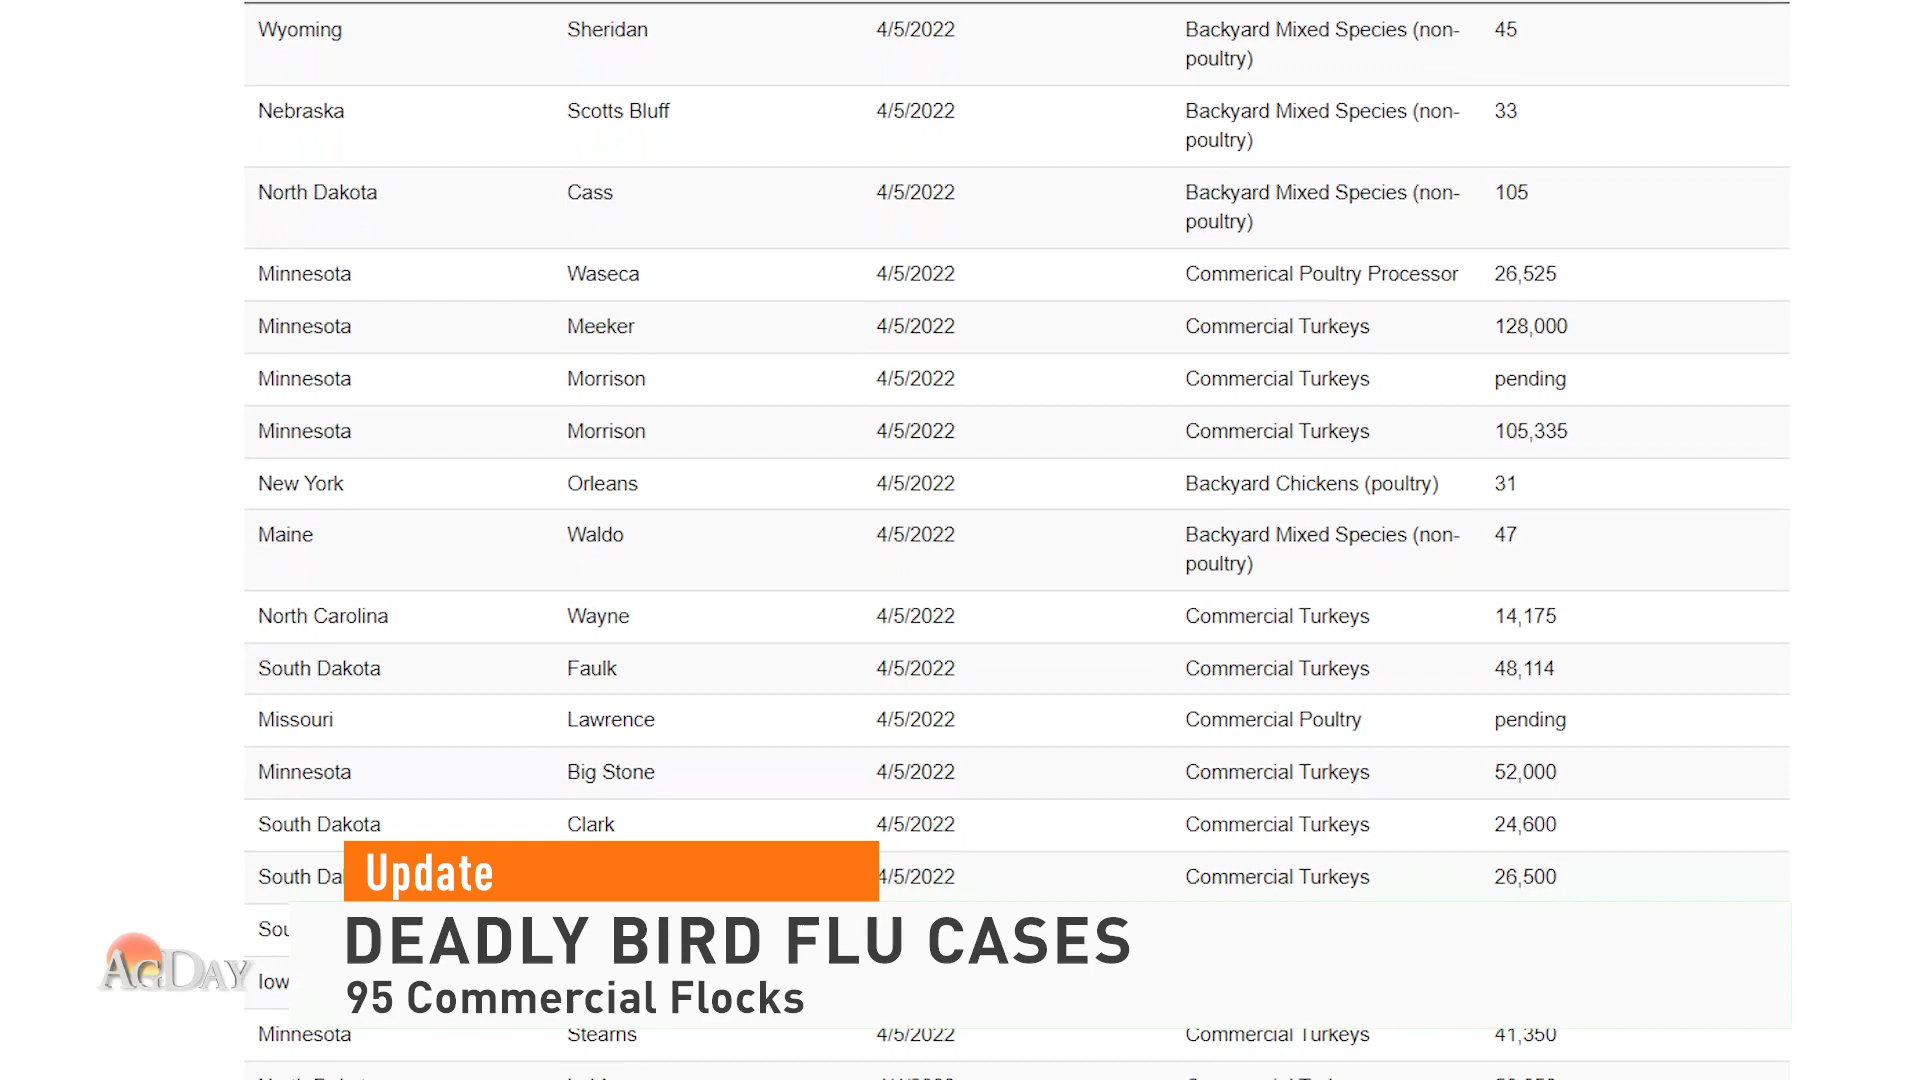 Wyoming Sheridan 4/5/2022 Backyard Mixed Species (non- 45
poultry)
Nebraska Scotts Bluff 4/5/2022 Backyard Mixed Species (non- 33
poultry)
North Dakota Cass 4/5/2022 Backyard Mixed Species (non- 105
poultry)
Minnesota Waseca 4/5/2022 Commerical Poultry Processor 26,525
Minnesota Meeker 4/5/2022 Commercial Turkeys 128,000
Minnesota Morrison 4/5/2022 Commercial Turkeys pending
Minnesota Morrison 4/5/2022 Commercial Turkeys 105,335
New York Orleans 4/5/2022 Backyard Chickens (poultry) 31
Maine Waldo 4/5/2022 Backyard Mixed Species (non- 47
poultry)
North Carolina Wayne 4/5/2022 Commercial Turkeys 14,175
South Dakota Faulk 4/5/2022 Commercial Turkeys 48,114
Missouri Lawrence 4/5/2022 Commercial Poultry pending
Minnesota Big Stone 4/5/2022 Commercial Turkeys 52,000
South Dakota Clark 4/5/2022 Commercial Turkeys 24,600
South Da 4/5/2022 Commercial Turkeys 26,500
Update
Sou
DEADLY BIRD FLU CASES
AGDAY
Iow
95 Commercial Flocks
Minnesota Stearns 4/5/2022 Commercial Turkeys 41,350